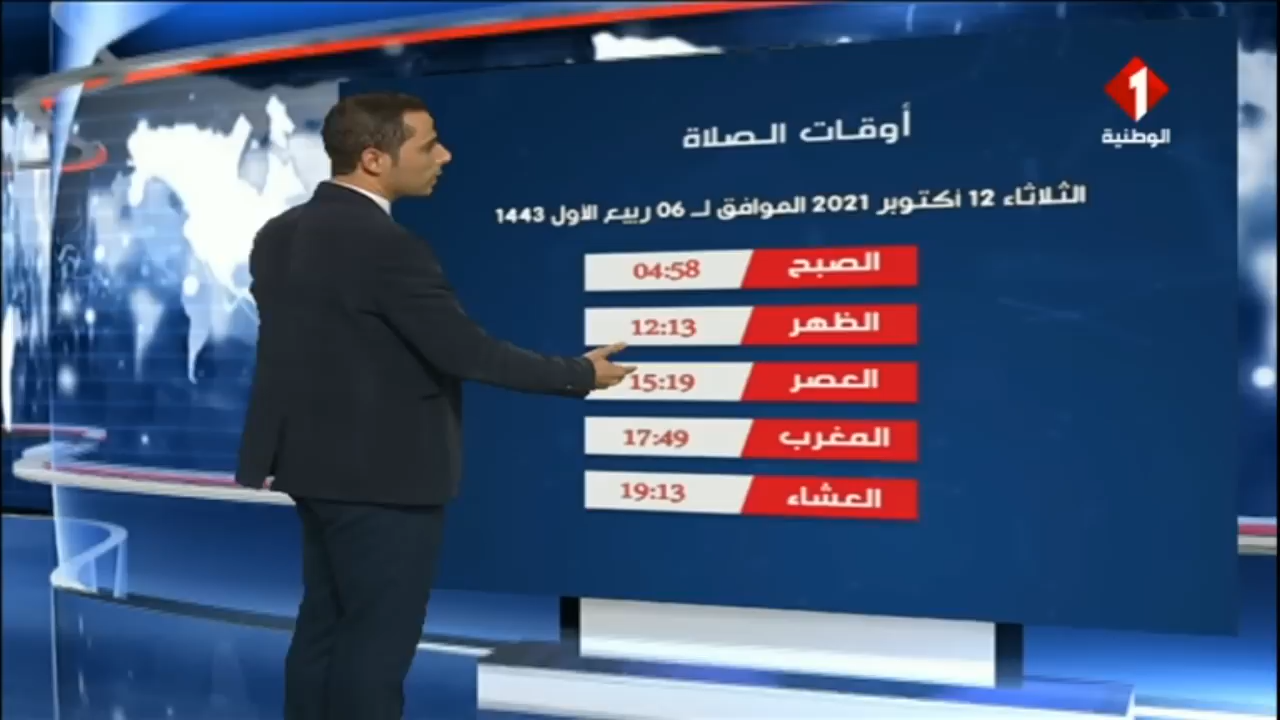 1
الوطنية
أوقات الصلاة
الثلاثاء 12 أكتوبر 2021 الموافق لـ 06 ربيع الأول 1443
الصبح 04:58
الظهر 12:13
العصر 15:19
المغرب 17:49
العشاء 19:13